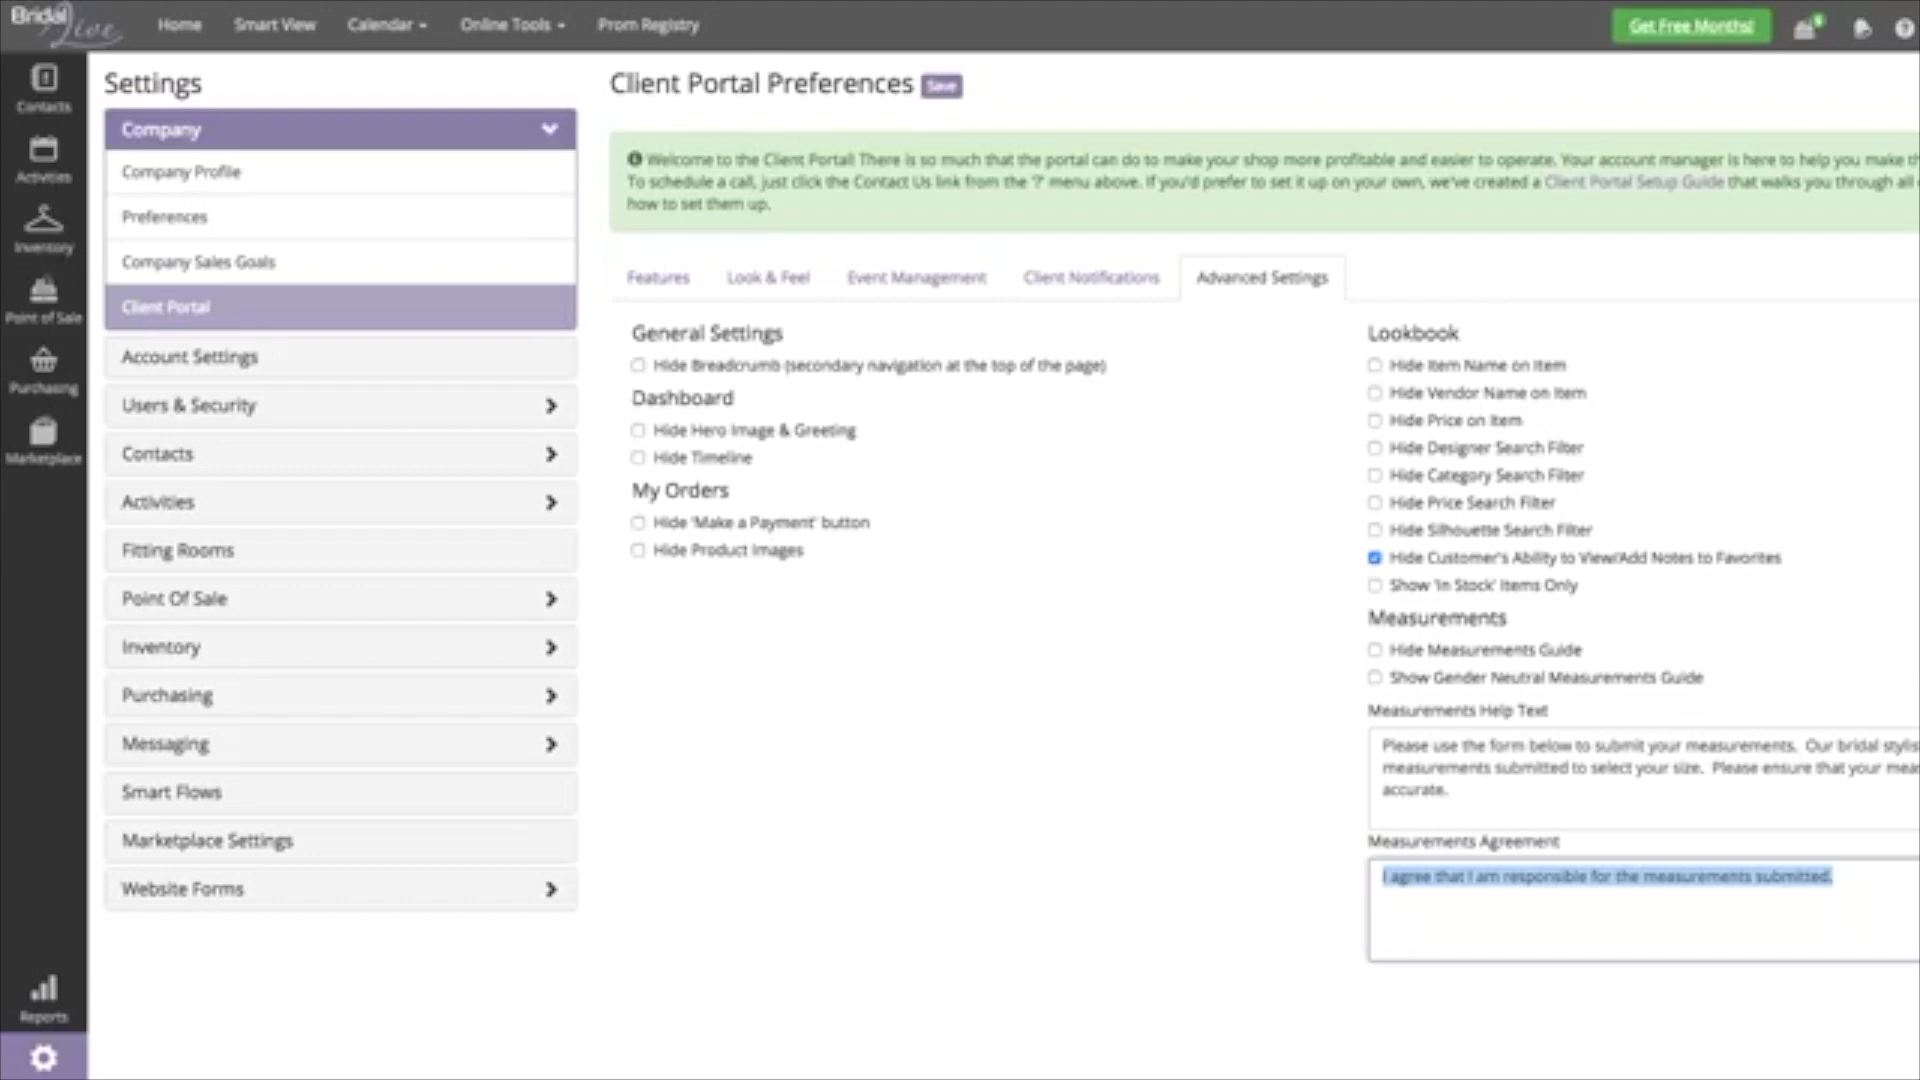 Bridal Live
Home
Smart View
Calendar
Online Tools
Prom Registry
Get Free Months!
Contacts
Activities
Inventory
Point of Sale
Purchasing
Marketplace
Reports
Settings
Company
Company Profile
Preferences
Company Sales Goals
Client Portal
Account Settings
Users & Security
Contacts
Activities
Fitting Rooms
Point Of Sale
Inventory
Purchasing
Messaging
Smart Flows
Marketplace Settings
Website Forms
Client Portal Preferences Save
Welcome to the Client Portal! There is so much that the portal can do to make your shop more profitable and easier to operate. Your account manager is here to help you make
To schedule a call, just click the Contact Us link from the '?' menu above. If you'd prefer to set it up on your own, we've created a Client Portal Setup Guide that walks you through all
how to set them up.
Features
Look & Feel
Event Management
Client Notifications
Advanced Settings
General Settings
Hide Breadcrumb (secondary navigation at the top of the page)
Dashboard
Hide Hero Image & Greeting
Hide Timeline
My Orders
Hide 'Make a Payment' button
Hide Product Images
Lookbook
Hide Item Name on Item
Hide Vendor Name on Item
Hide Price on Item
Hide Designer Search Filter
Hide Category Search Filter
Hide Price Search Filter
Hide Silhouette Search Filter
Hide Customer's Ability to View/Add Notes to Favorites
Show 'In Stock' Items Only
Measurements
Hide Measurements Guide
Show Gender Neutral Measurements Guide
Measurements Help Text
Please use the form below to submit your measurements. Our bridal
measurements submitted to select your size. Please ensure that your
accurate.
Measurements Agreement
I agree that I am responsible for the measurements submitted.